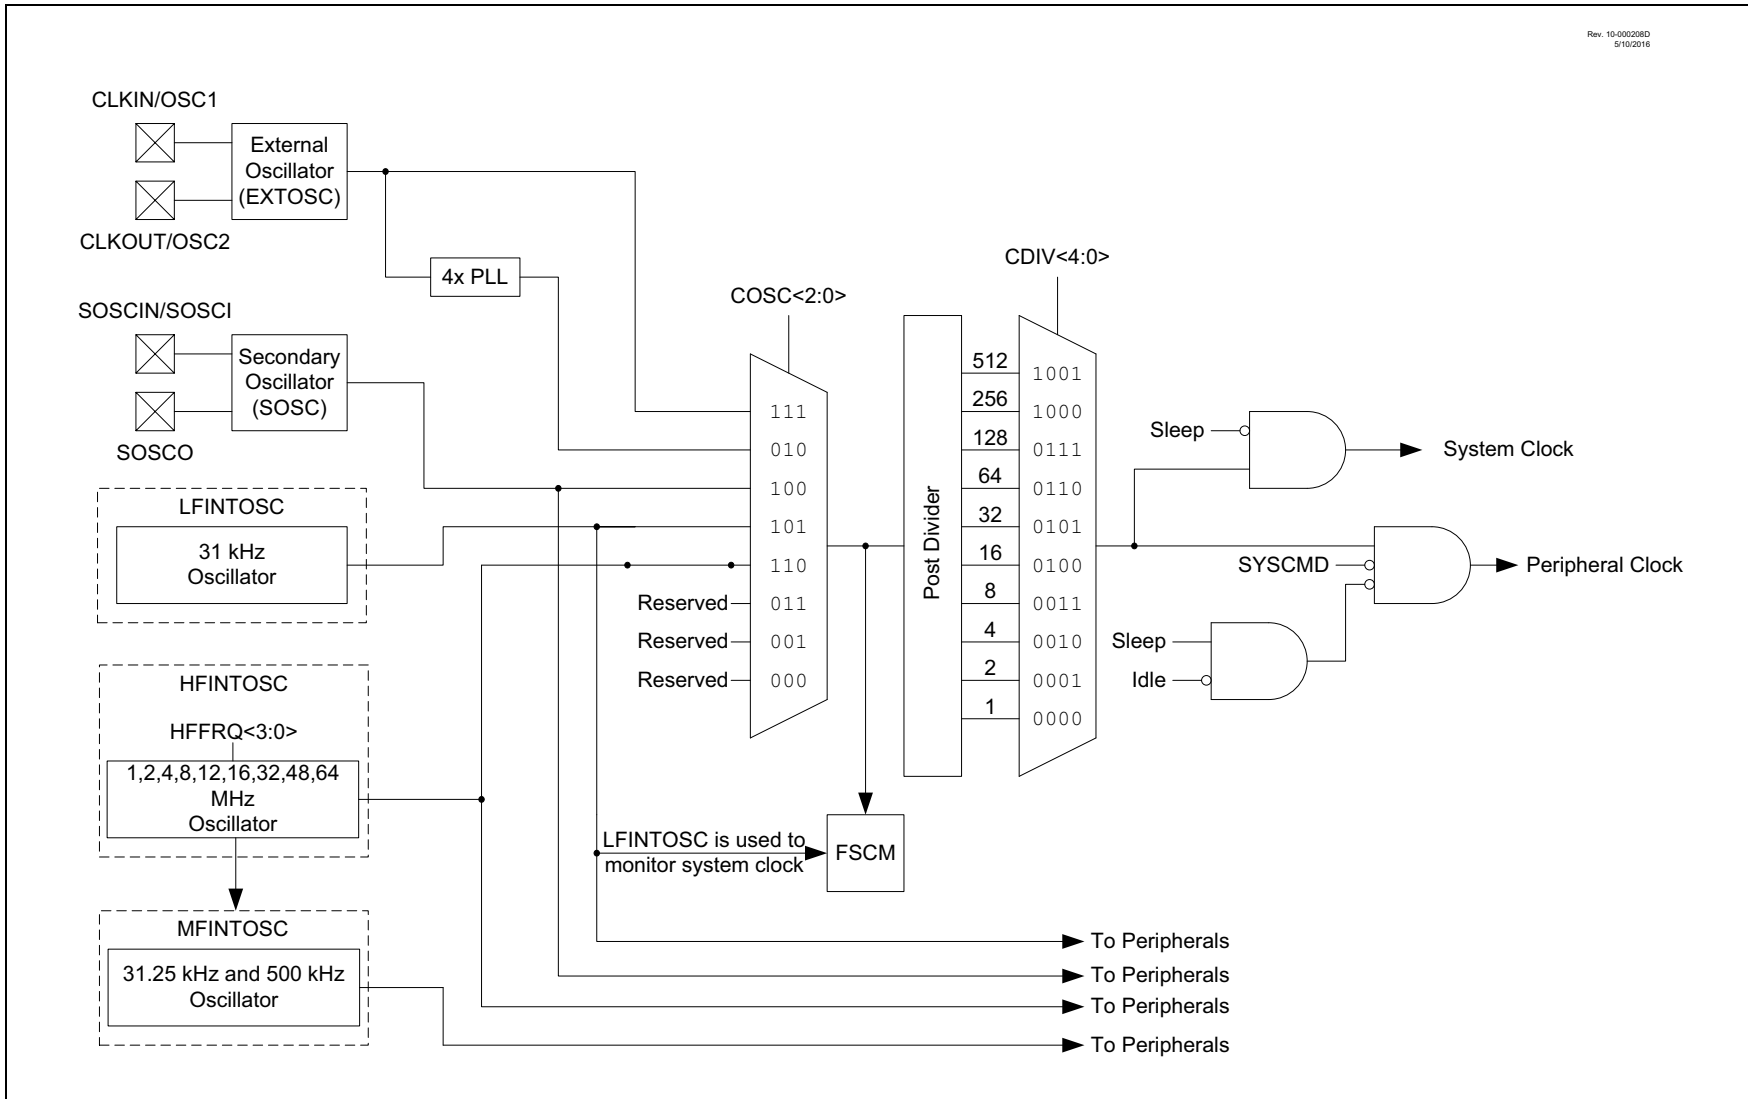 Rev. 10-000208D
5/10/2016
CLKIN/OSC1
External
Oscillator
(EXTOSC)
CLKOUT/OSC2
4x PLL
SOSCIN/SOSCI
Secondary
Oscillator
(SOSC)
SOSCO
LFINTOSC
31 kHz
Oscillator
HFINTOSC
HFFRQ<3:0>
1,2,4,8,12,16,32,48,64
MHz
Oscillator
MFINTOSC
31.25 kHz and 500 kHz
Oscillator
COSC<2:0>
111
010
100
101
110
Reserved 011
Reserved 001
Reserved 000
LFINTOSC is used to
monitor system clock
FSCM
Post Divider
CDIV<4:0>
512 1001
256 1000
128 0111
64 0110
32 0101
16 0100
8 0011
4 0010
2 0001
1 0000
Sleep
System Clock
SYSCMD
Peripheral Clock
Sleep
Idle
To Peripherals
To Peripherals
To Peripherals
To Peripherals